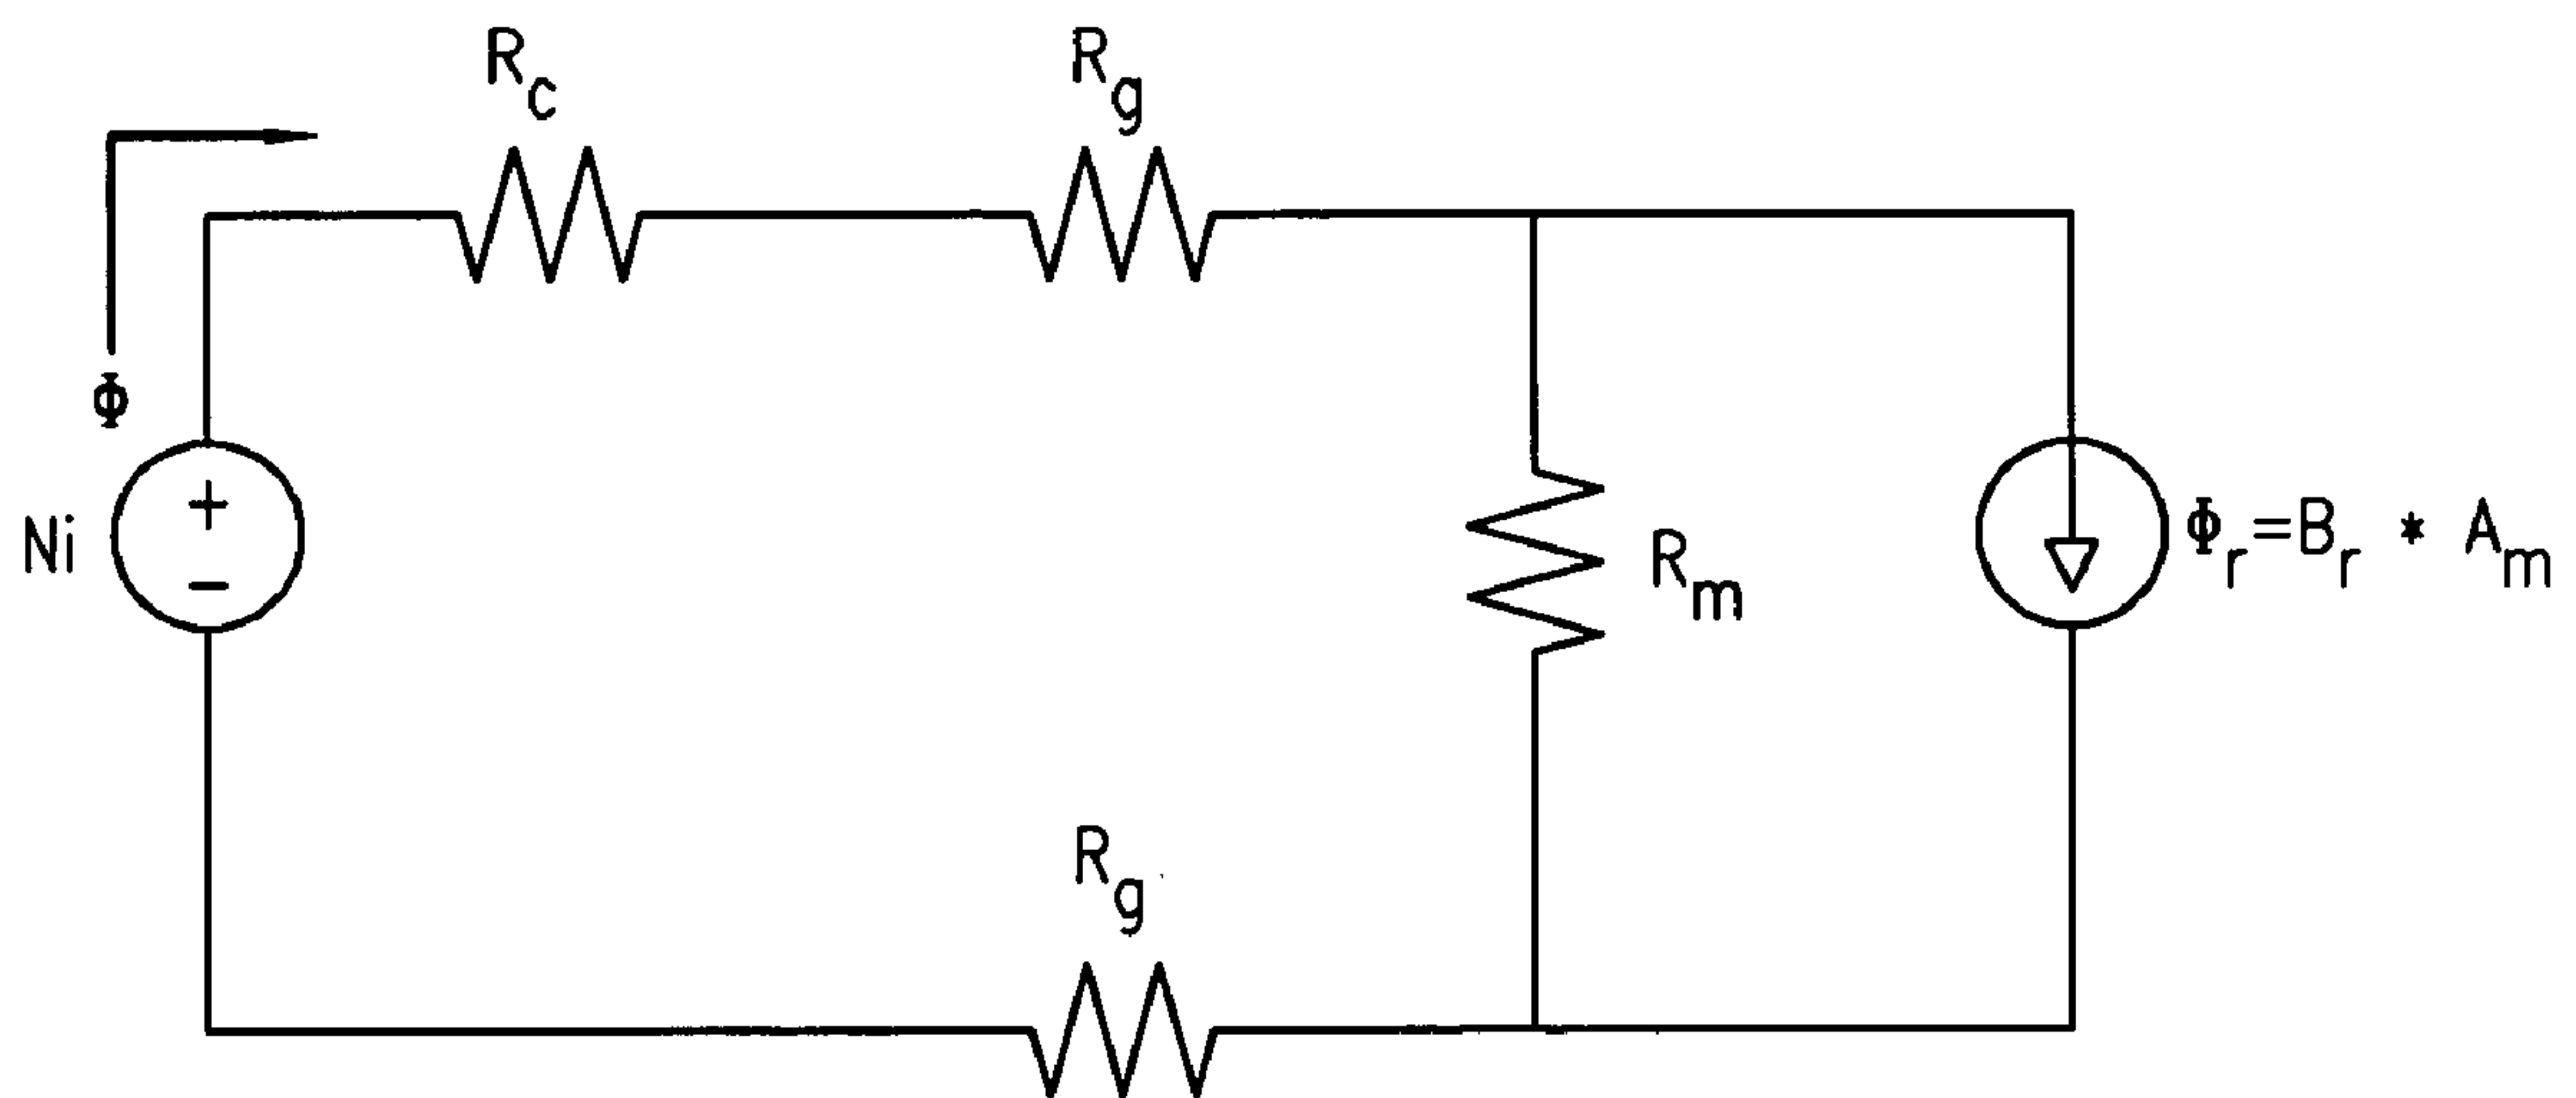 R_c
R_g
Φ
+
−
Ni
R_m
Φ_r=B_r * A_m
R_g